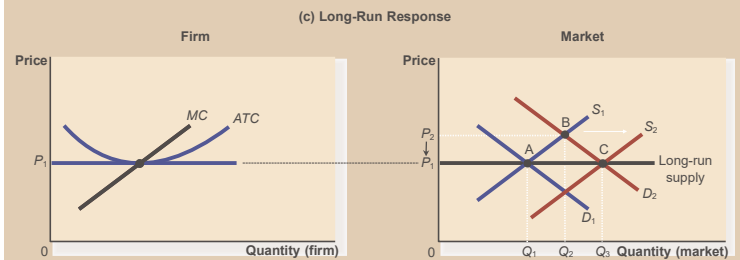 (c) Long-Run Response
Firm
Market
Price
MC
ATC
P1
0
Quantity (firm)
Price
B
S1
S2
P2
A
C
P1
Long-run
supply
D2
D1
0
Q1
Q2
Q3
Quantity (market)